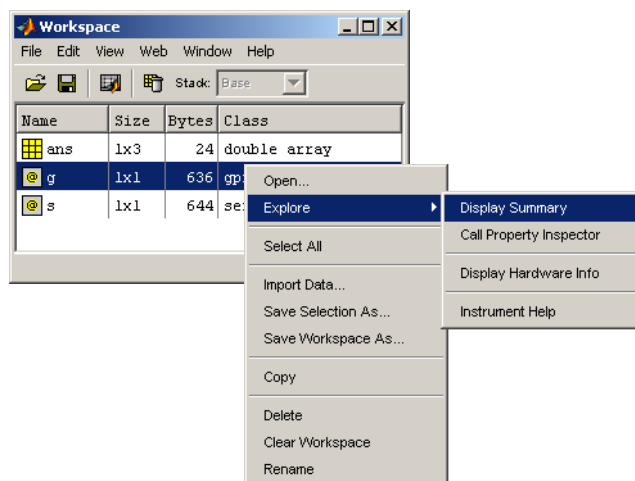 Workspace
File Edit View Web Window Help
Stack: Base
Name Size Bytes Class
ans 1x3 24 double array
g 1x1 636
s 1x1 644
Open...
Explore
Select All
Import Data...
Save Selection As...
Save Workspace As...
Copy
Delete
Clear Workspace
Rename
Display Summary
Call Property Inspector
Display Hardware Info
Instrument Help